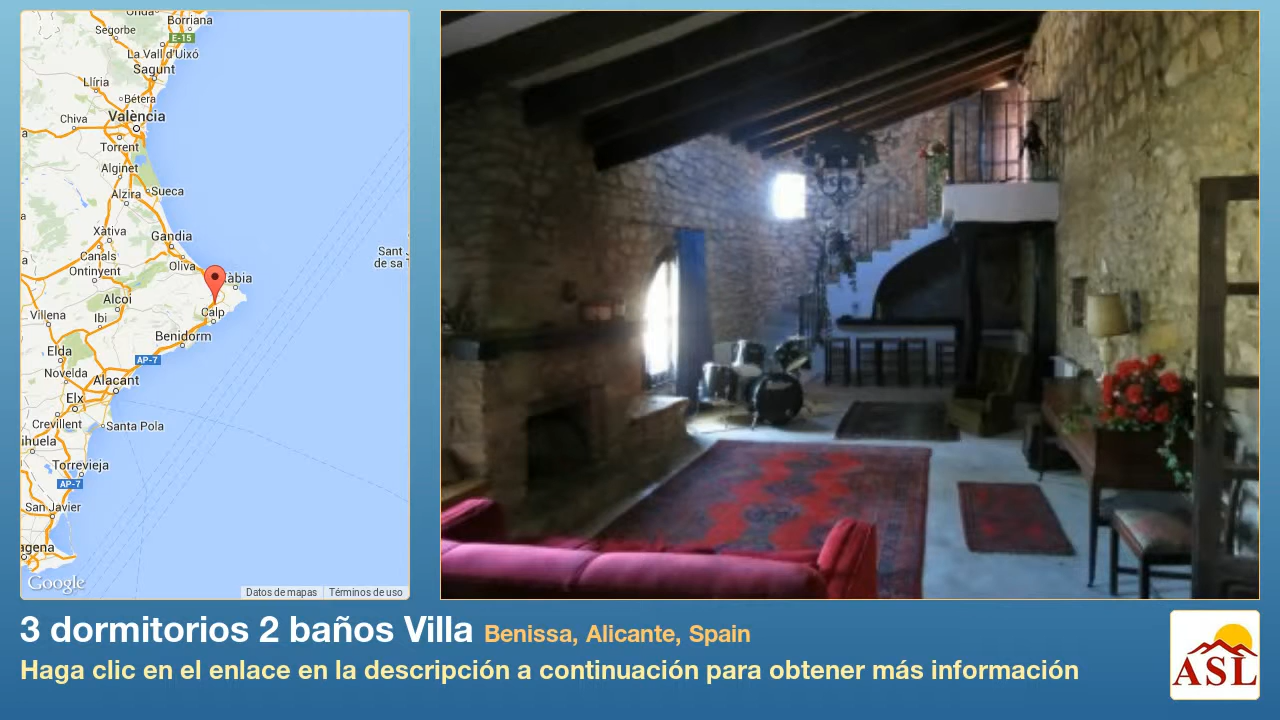 Onda
Borriana
Segorbe
E-15
La Vall d'Uixó
Sagunt
Llíria
Bétera
València
Chiva
Torrent
Alginet
Alzira
Sueca
Xàtiva
Gandia
Canals
Sant J
de sa
Ontinyent
Oliva
Xàbia
Alcoi
Calp
Villena
Ibi
Benidorm
Elda
AP-7
Novelda
Alacant
Elx
Crevillent
Santa Pola
ihuela
Torrevieja
AP-7
San Javier
agena
Google
Datos de mapas
Términos de uso
3 dormitorios 2 baños Villa Benissa, Alicante, Spain
Haga clic en el enlace en la descripción a continuación para obtener más información
ASL